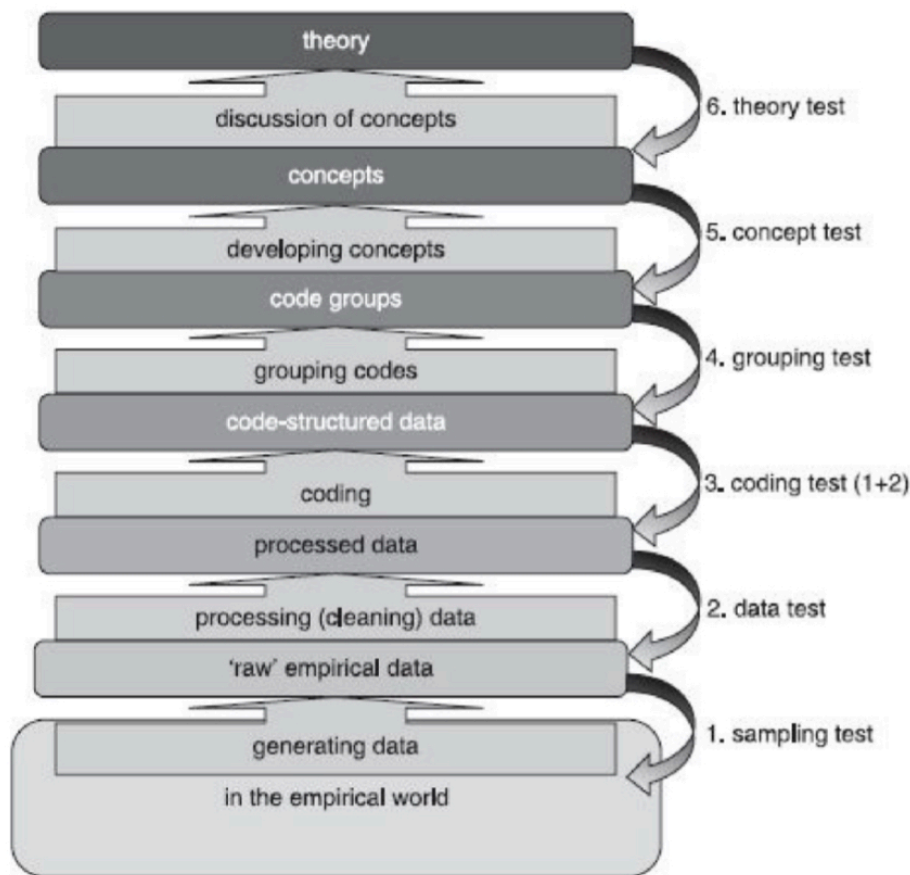 theory
6. theory test
discussion of concepts
concepts
5. concept test
developing concepts
code groups
4. grouping test
grouping codes
code-structured data
3. coding test (1+2)
coding
processed data
2. data test
processing (cleaning) data
'raw' empirical data
1. sampling test
generating data
in the empirical world